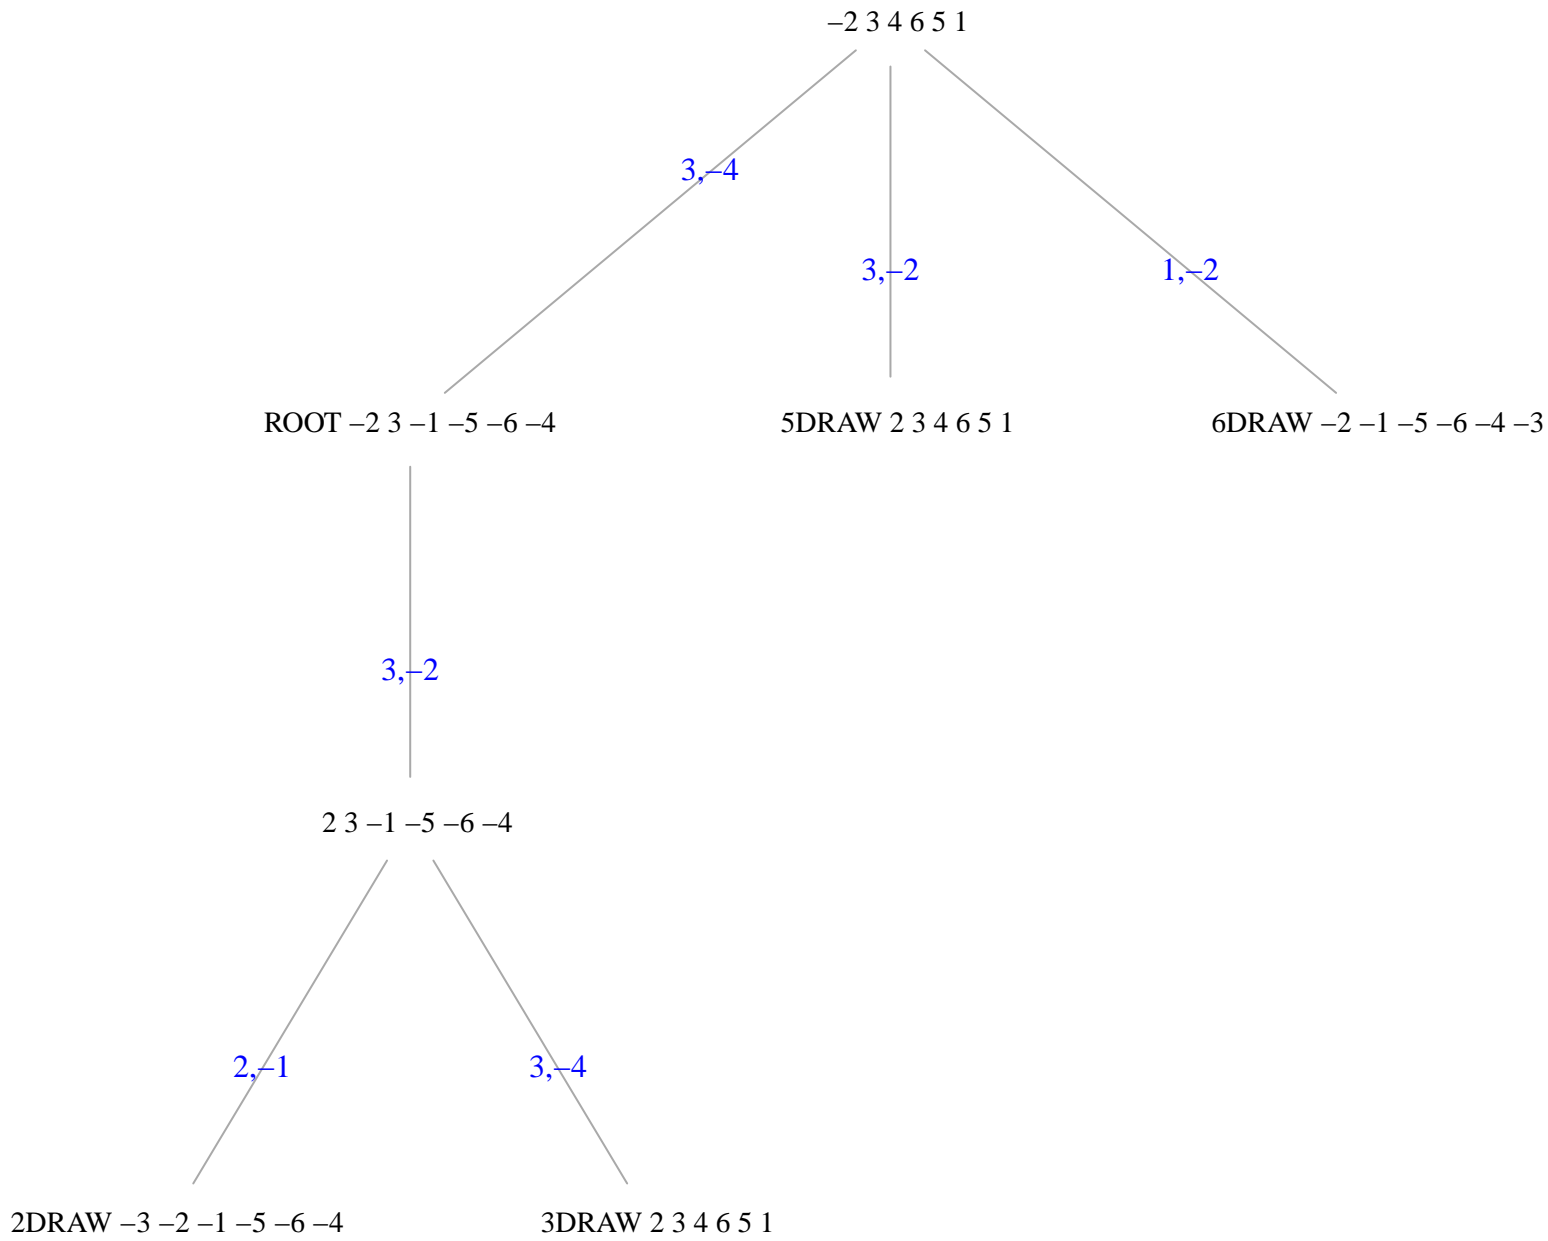 –2 3 4 6 5 1
3,–4
3,–2
1,–2
ROOT –2 3 –1 –5 –6 –4
5DRAW 2 3 4 6 5 1
6DRAW –2 –1 –5 –6 –4 –3
3,–2
2 3 –1 –5 –6 –4
2,–1
3,–4
2DRAW –3 –2 –1 –5 –6 –4
3DRAW 2 3 4 6 5 1